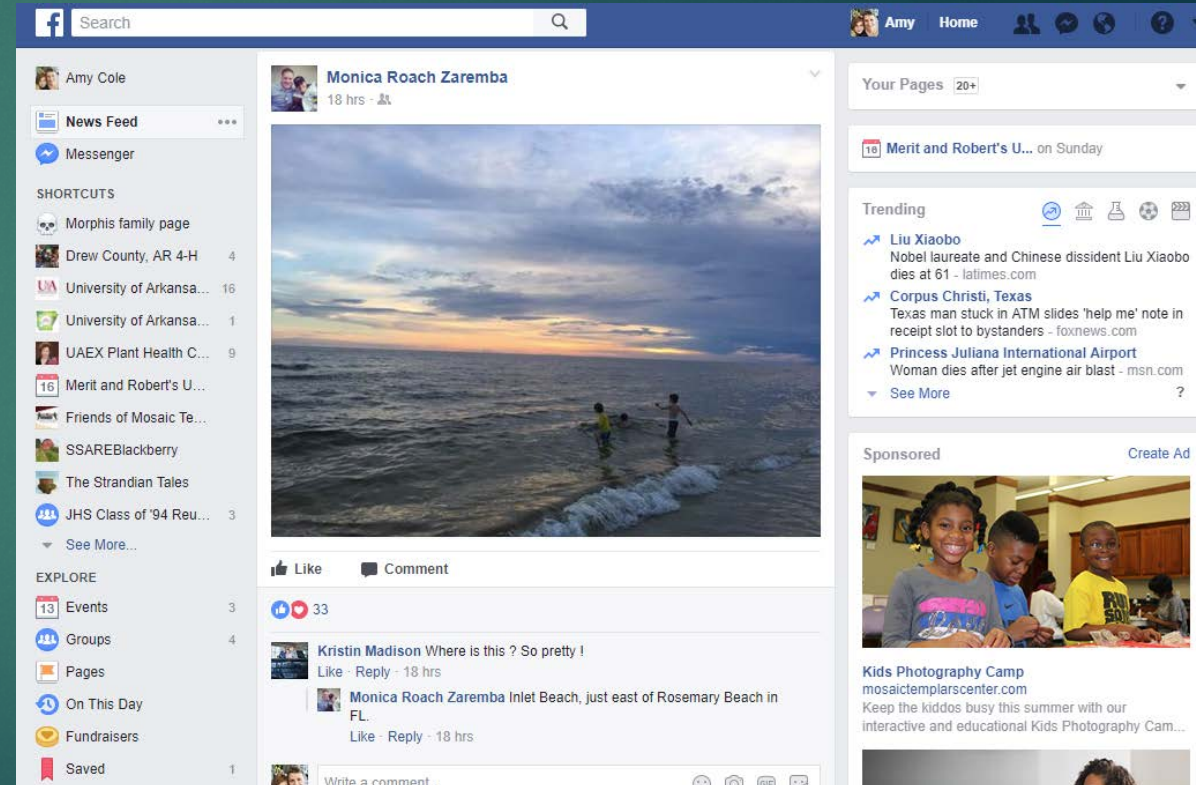 f Search
Amy Home
Amy Cole
News Feed
Messenger
SHORTCUTS
Morphis family page
Drew County, AR 4-H 4
University of Arkansa... 16
University of Arkansa... 1
UAEX Plant Health C... 9
16 Merit and Robert's U...
Friends of Mosaic Te...
SSAREBlackberry
The Strandian Tales
JHS Class of '94 Reu... 3
See More...
EXPLORE
13 Events 3
Groups 4
Pages
On This Day
Fundraisers
Saved 1
Monica Roach Zaremba
18 hrs ·
Like Comment
33
Kristin Madison Where is this ? So pretty !
Like · Reply · 18 hrs
Monica Roach Zaremba Inlet Beach, just east of Rosemary Beach in
FL.
Like · Reply · 18 hrs
Write a comment...
GIF
Your Pages 20+
16 Merit and Robert's U... on Sunday
Trending
Liu Xiaobo
Nobel laureate and Chinese dissident Liu Xiaobo
dies at 61 - latimes.com
Corpus Christi, Texas
Texas man stuck in ATM slides 'help me' note in
receipt slot to bystanders - foxnews.com
Princess Juliana International Airport
Woman dies after jet engine air blast - msn.com
See More ?
Sponsored Create Ad
Kids Photography Camp
mosaictemplarscenter.com
Keep the kiddos busy this summer with our
interactive and educational Kids Photography Cam...